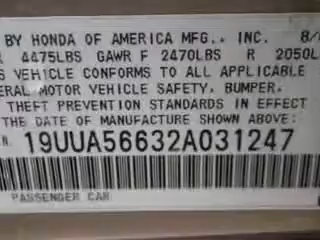 BY HONDA OF AMERICA MFG., INC. 8/
4475LBS GAWR F 2470LBS R 2050L
S VEHICLE CONFORMS TO ALL APPLICABLE
ERAL MOTOR VEHICLE SAFETY, BUMPER,
THEFT PREVENTION STANDARDS IN EFFECT
THE DATE OF MANUFACTURE SHOWN ABOVE:
19UUA56632A031247
PASSENGER CAR